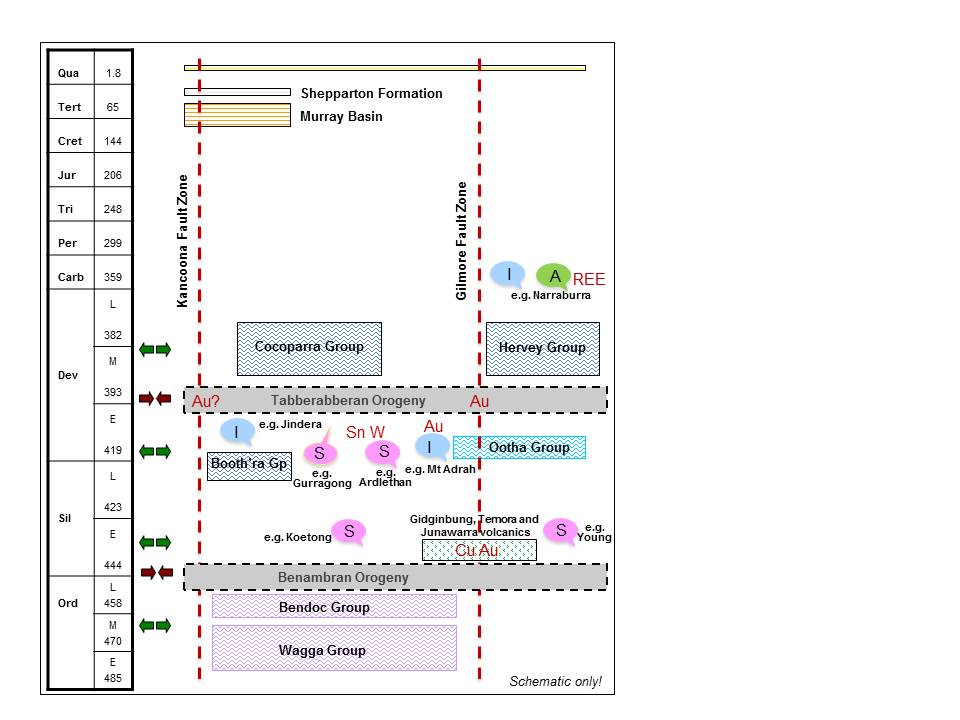 Qua 1.8
Tert 65
Cret 144
Jur 206
Tri 248
Per 299
Carb 359
Dev
L
382
M
393
E
419
Sil
L
423
E
444
Ord
L
458
M
470
E
485
Shepparton Formation
Murray Basin
Kancoona Fault Zone
Gilmore Fault Zone
I
A
REE
e.g. Narraburra
Cocoparra Group
Hervey Group
Au?
Tabberabberan Orogeny
Au
I
e.g. Jindera
Booth'ra Gp
S
e.g.
Gurragong
Sn W
S
e.g.
Ardlethan
Au
I
e.g. Mt Adrah
Ootha Group
e.g. Koetong
S
Gidginbung, Temora and
Junawarra volcanics
Cu Au
S
e.g.
Young
Benambran Orogeny
Bendoc Group
Wagga Group
Schematic only!